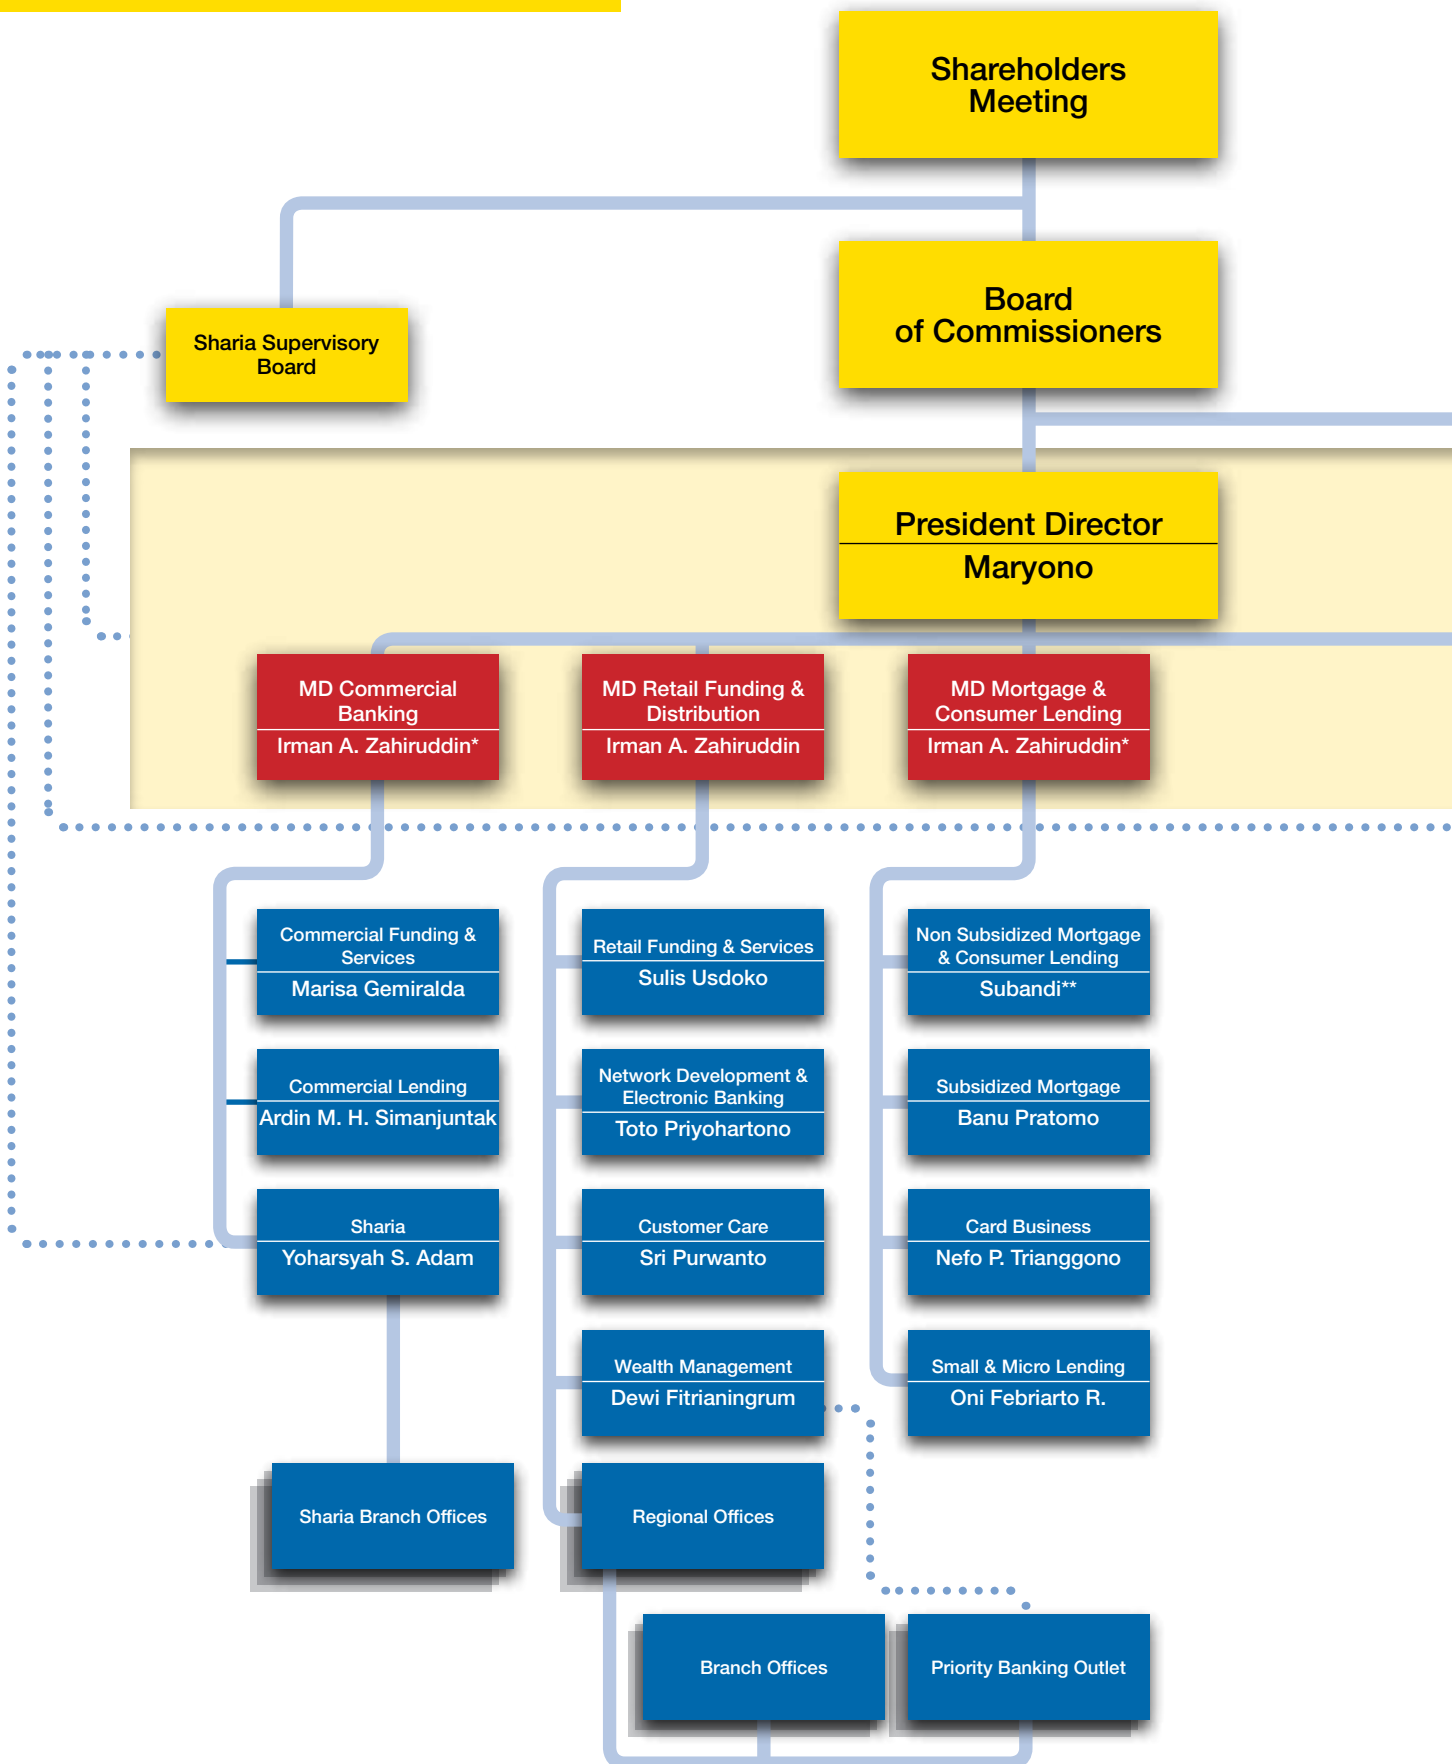 Shareholders
Meeting
Board
of Commissioners
Sharia Supervisory
Board
President Director
Maryono
MD Commercial
Banking
Irman A. Zahiruddin*
MD Retail Funding &
Distribution
Irman A. Zahiruddin
MD Mortgage &
Consumer Lending
Irman A. Zahiruddin*
Commercial Funding &
Services
Marisa Gemiralda
Commercial Lending
Ardin M. H. Simanjuntak
Sharia
Yoharsyah S. Adam
Sharia Branch Offices
Retail Funding & Services
Sulis Usdoko
Network Development &
Electronic Banking
Toto Priyohartono
Customer Care
Sri Purwanto
Wealth Management
Dewi Fitrianingrum
Regional Offices
Non Subsidized Mortgage
& Consumer Lending
Subandi**
Subsidized Mortgage
Banu Pratomo
Card Business
Nefo P. Trianggono
Small & Micro Lending
Oni Febriarto R.
Branch Offices
Priority Banking Outlet